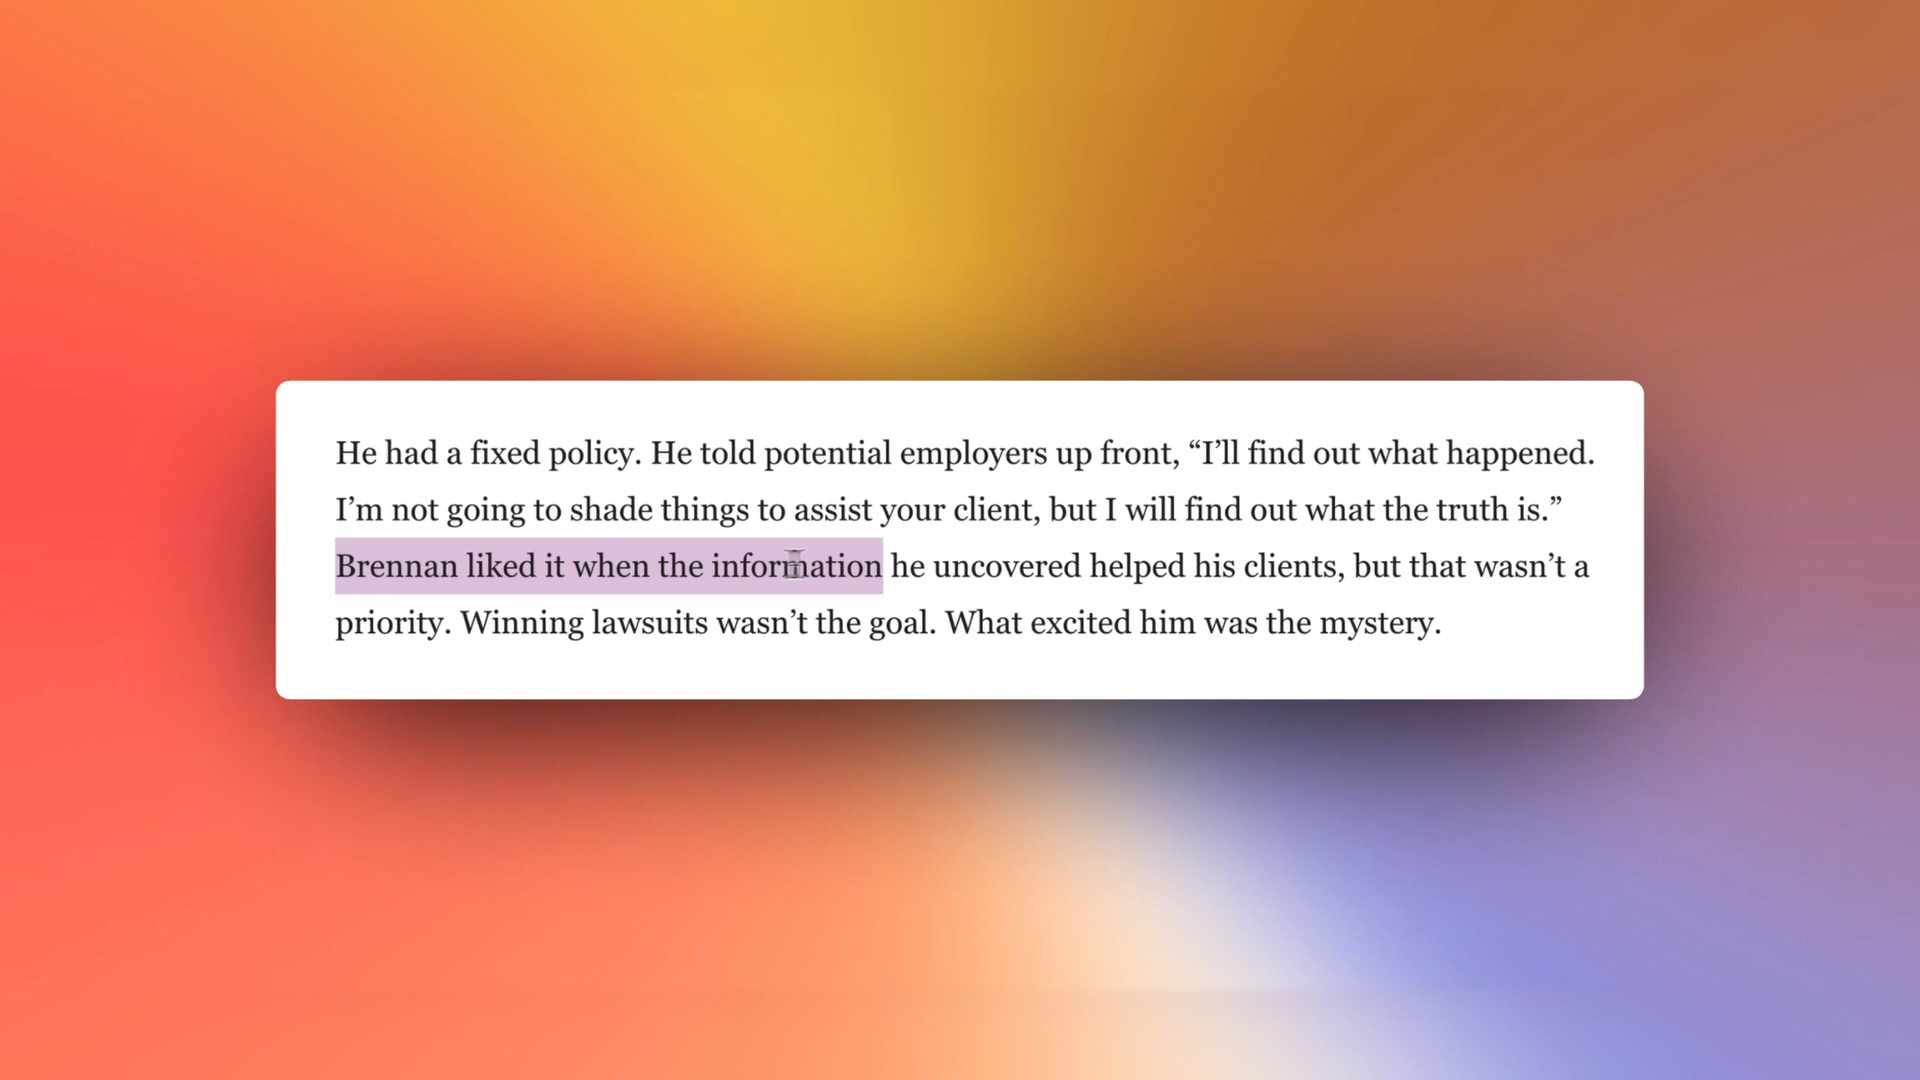 He had a fixed policy. He told potential employers up front, “I’ll find out what happened.
I’m not going to shade things to assist your client, but I will find out what the truth is.”
Brennan liked it when the information he uncovered helped his clients, but that wasn’t a
priority. Winning lawsuits wasn’t the goal. What excited him was the mystery.